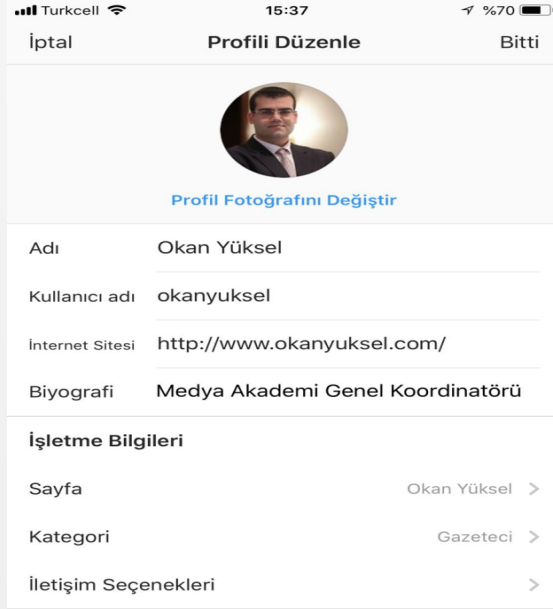 Turkcell 15:37 %70
İptal Profili Düzenle Bitti
Profil Fotoğrafını Değiştir
Adı Okan Yüksel
Kullanıcı adı okanyuksel
İnternet Sitesi http://www.okanyuksel.com/
Biyografi Medya Akademi Genel Koordinatörü
İşletme Bilgileri
Sayfa Okan Yüksel >
Kategori Gazeteci >
İletişim Seçenekleri >